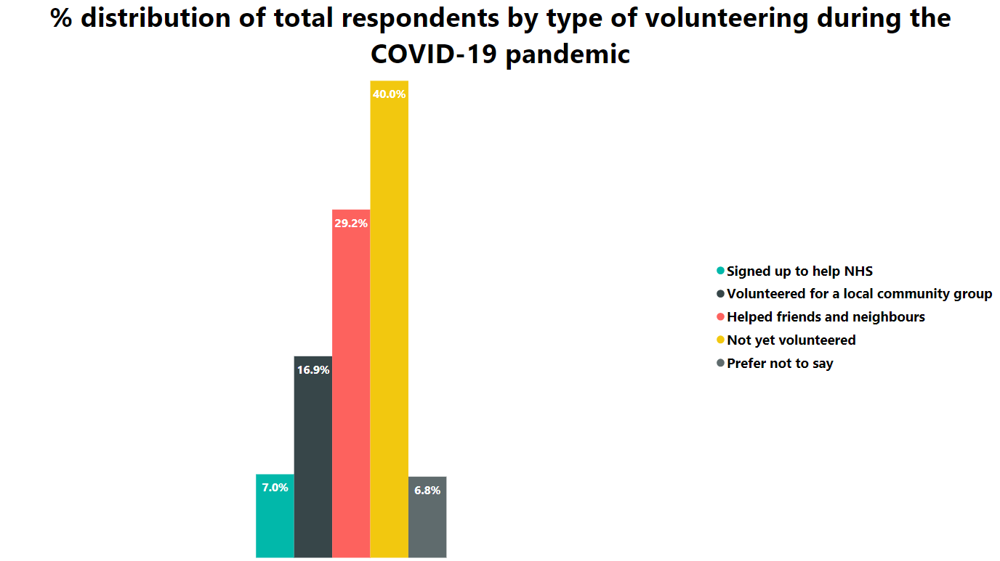 % distribution of total respondents by type of volunteering during the
COVID-19 pandemic
40.0%
29.2%
16.9%
7.0%
6.8%
Signed up to help NHS
Volunteered for a local community group
Helped friends and neighbours
Not yet volunteered
Prefer not to say